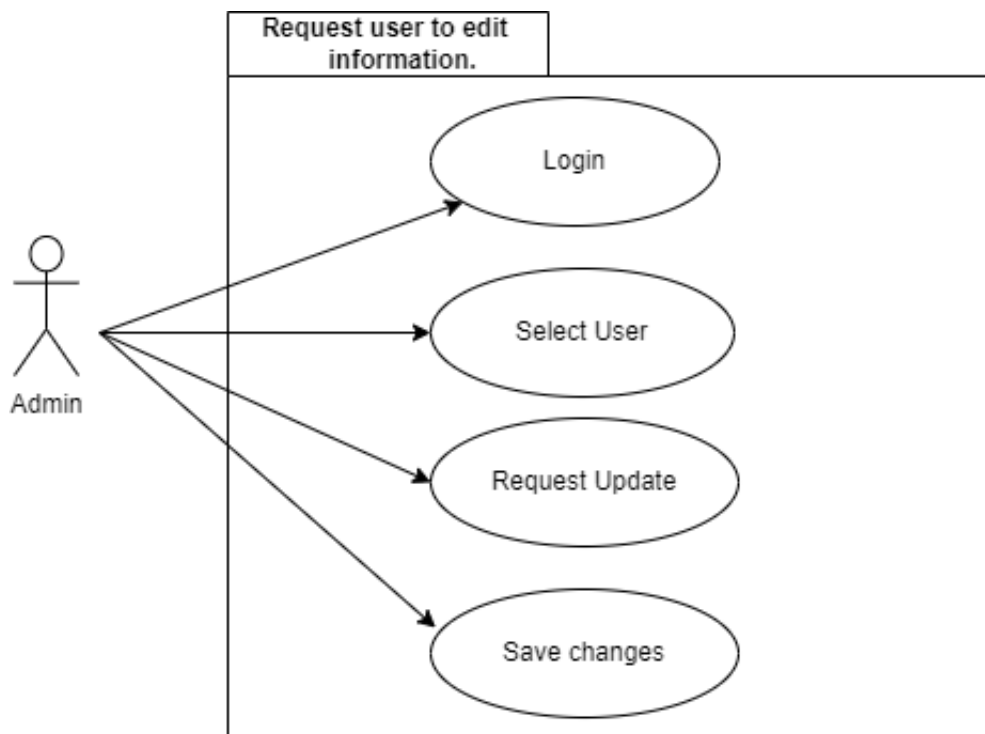 Request user to edit
information.
Login
Select User
Admin
Request Update
Save changes